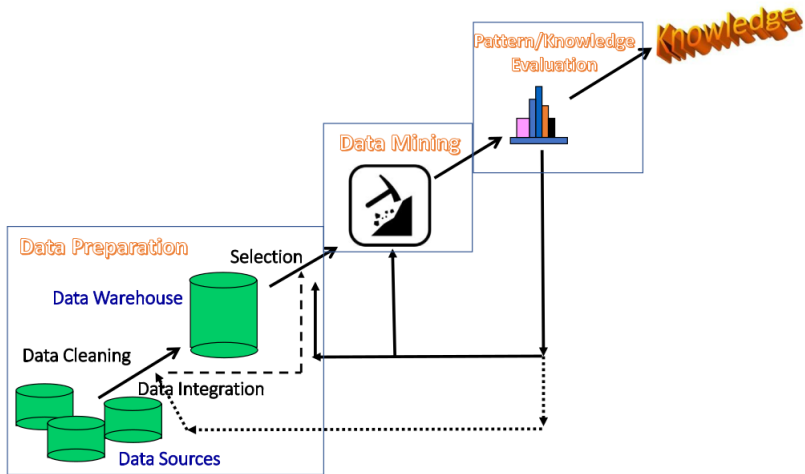 Knowledge
Pattern/Knowledge
Evaluation
Data Mining
Data Preparation
Selection
Data Warehouse
Data Cleaning
Data Integration
Data Sources